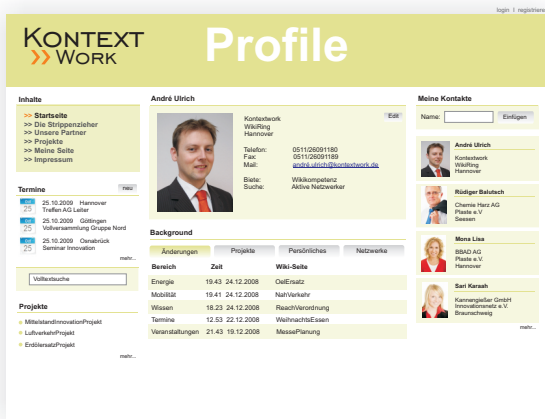 login I registriere
KONTEXT
>> WORK
Profile
Inhalte
>> Startseite
>> Die Strippenzieher
>> Unsere Partner
>> Projekte
>> Meine Seite
>> Impressum
Termine
neu
25 25.10.2009 Hannover
Treffen AG Leiter
25 25.10.2009 Göttingen
Vollversammlung Gruppe Nord
25 25.10.2009 Osnabrück
Seminar Innovation
mehr...
Volltextsuche
Projekte
MittelstandInnovationProjekt
LuftverkehrProjekt
ErdölersatzProjekt
mehr...
André Ulrich
Edit
Kontextwork
WikiRing
Hannover
Telefon: 0511/26091180
Fax: 0511/26091189
Mail: andré.ulrich@kontextwork.de
Biete: Wikikompetenz
Suche: Aktive Netzwerker
Background
Änderungen Projekte Persönliches Netzwerke
Bereich Zeit Wiki-Seite
Energie 19.43 24.12.2008 OelErsatz
Mobilität 19.41 24.12.2008 NahVerkehr
Wissen 18.23 24.12.2008 ReachVerordnung
Termine 12.53 22.12.2008 WeihnachtsEssen
Veranstaltungen 21.43 19.12.2008 MessePlanung
Meine Kontakte
Name: Einfügen
André Ulrich
Kontextwork
WikiRing
Hannover
Rüdiger Balutsch
Chemie Harz AG
Plaste e.V
Seesen
Mona Lisa
BBAD AG
Plaste e.V.
Hannover
Sari Karaah
Kannengießer GmbH
Innovationsnetz e.V.
Braunschweig
mehr...